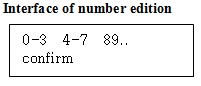 Interface of number edition
0-3 4-7 89..
confirm